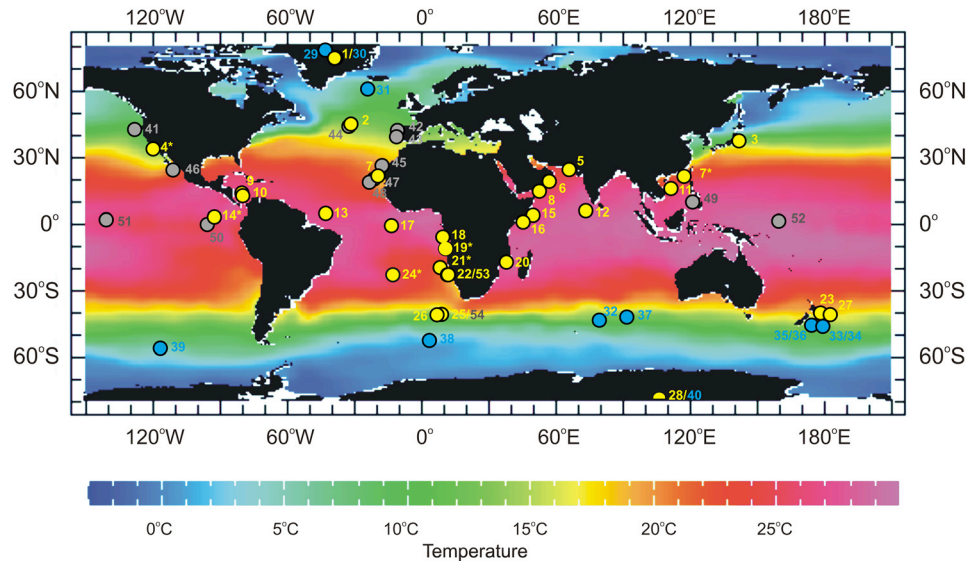 120°W 60°W 0° 60°E 120°E 180°E
29 1/30
60°N 31 60°N
41 44 2 42 3
4*
30°N 46 7 45 5 7* 30°N
9 47 6 11
10 8 49
14* 13 15 12
0° 51 50 17 16 52 0°
18
19*
21* 20
24* 22/53
30°S 23 27 30°S
26 25/54 32 37
35/36 33/34
38
60°S 39 60°S
28/40
120°W 60°W 0° 60°E 120°E 180°E
0°C 5°C 10°C 15°C 20°C 25°C
Temperature